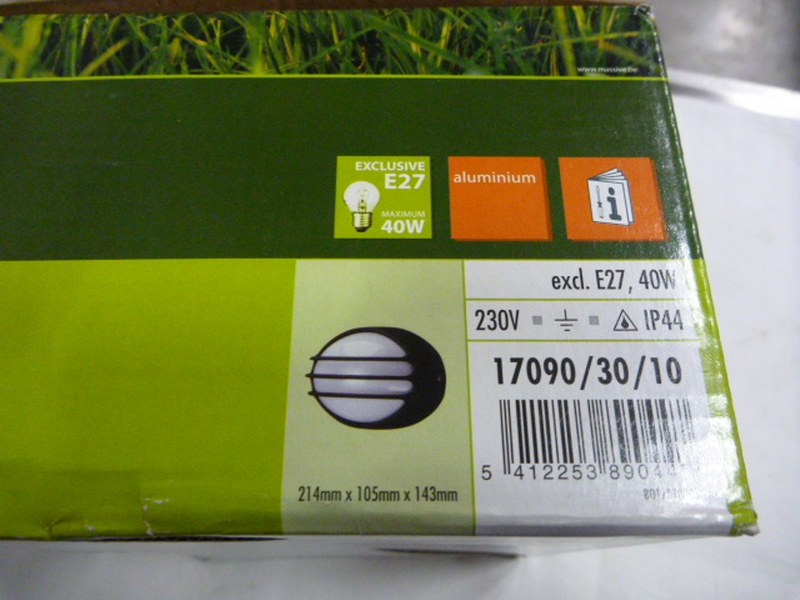 www.massive.be
EXCLUSIVE
E27
MAXIMUM
40W
aluminium
i
excl. E27, 40W
230V IP44
17090/30/10
5 412253 8904
214mm x 105mm x 143mm